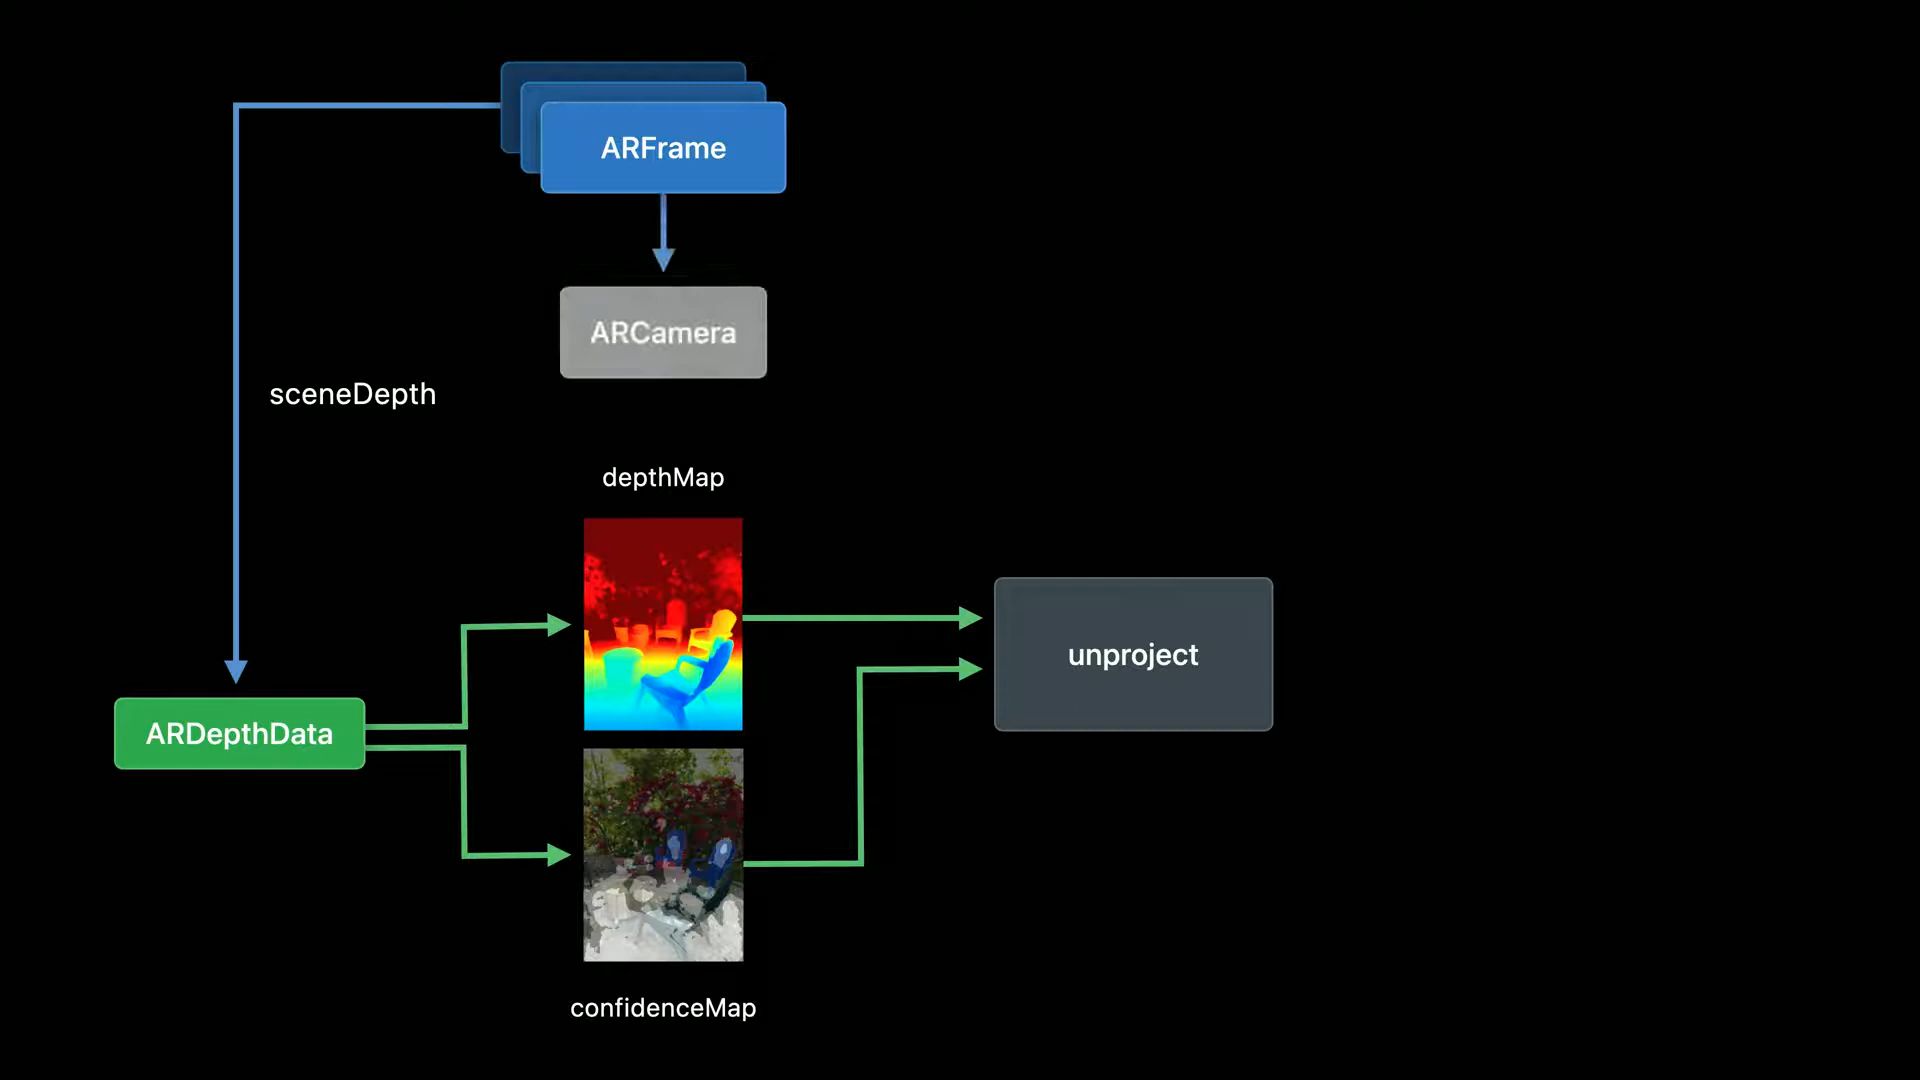 ARFrame
ARCamera
sceneDepth
depthMap
unproject
ARDepthData
confidenceMap